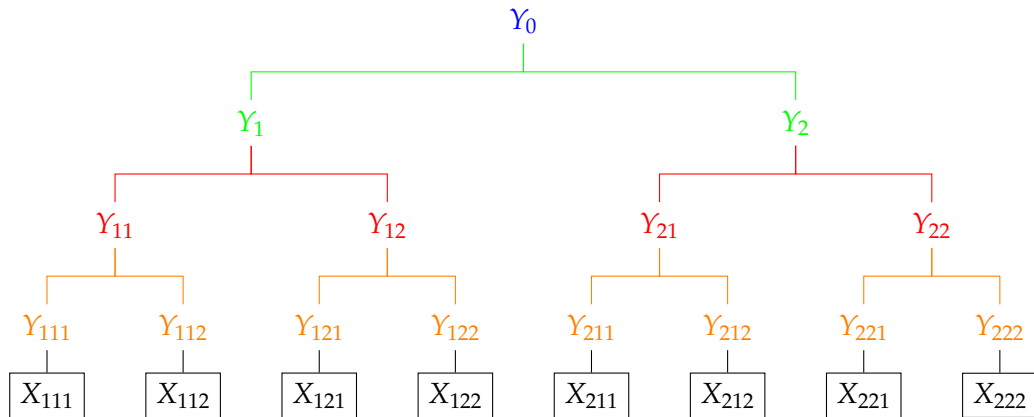 Y₀
Y₁ Y₂
Y₁₁ Y₁₂ Y₂₁ Y₂₂
Y₁₁₁ Y₁₁₂ Y₁₂₁ Y₁₂₂ Y₂₁₁ Y₂₁₂ Y₂₂₁ Y₂₂₂
X₁₁₁ X₁₁₂ X₁₂₁ X₁₂₂ X₂₁₁ X₂₁₂ X₂₂₁ X₂₂₂